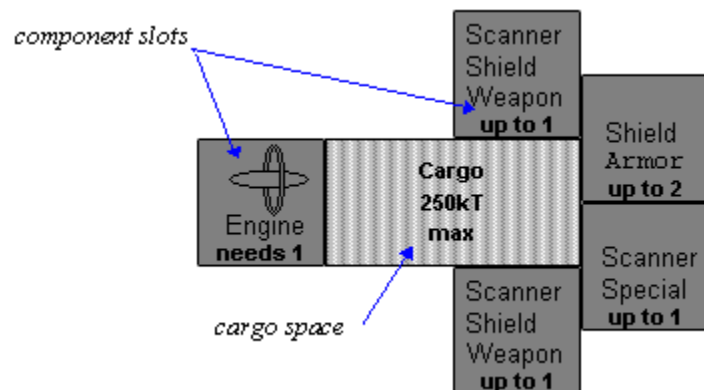 component slots
Scanner
Shield
Weapon
up to 1
Shield
Armor
up to 2
Engine
needs 1
Cargo
250kT
max
Scanner
Special
up to 1
cargo space
Scanner
Shield
Weapon
up to 1